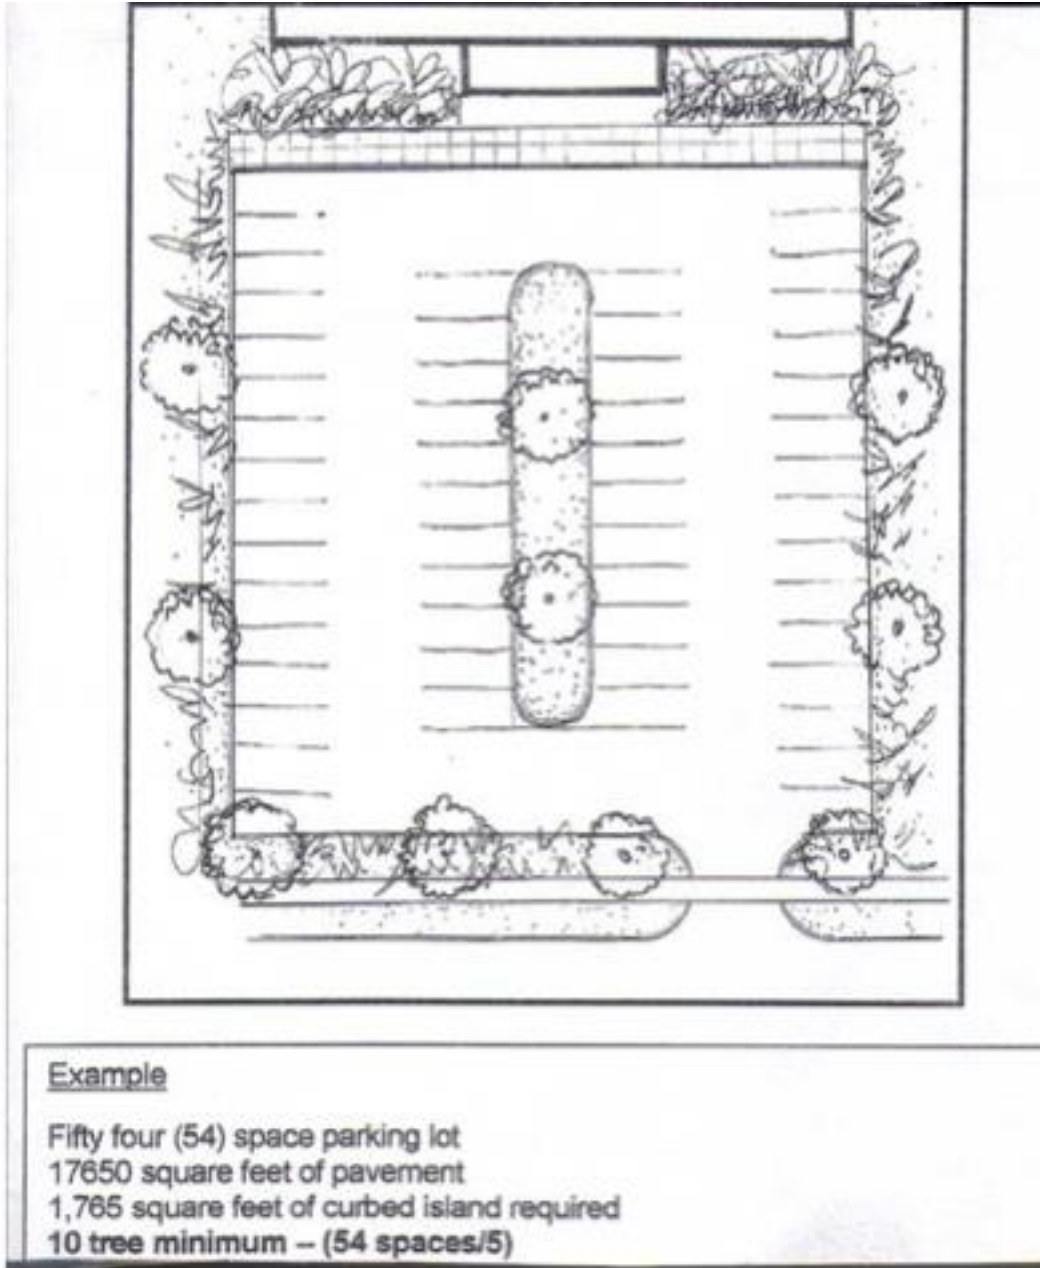 Example
Fifty four (54) space parking lot
17650 square feet of pavement
1,765 square feet of curbed island required
10 tree minimum – (54 spaces/5)